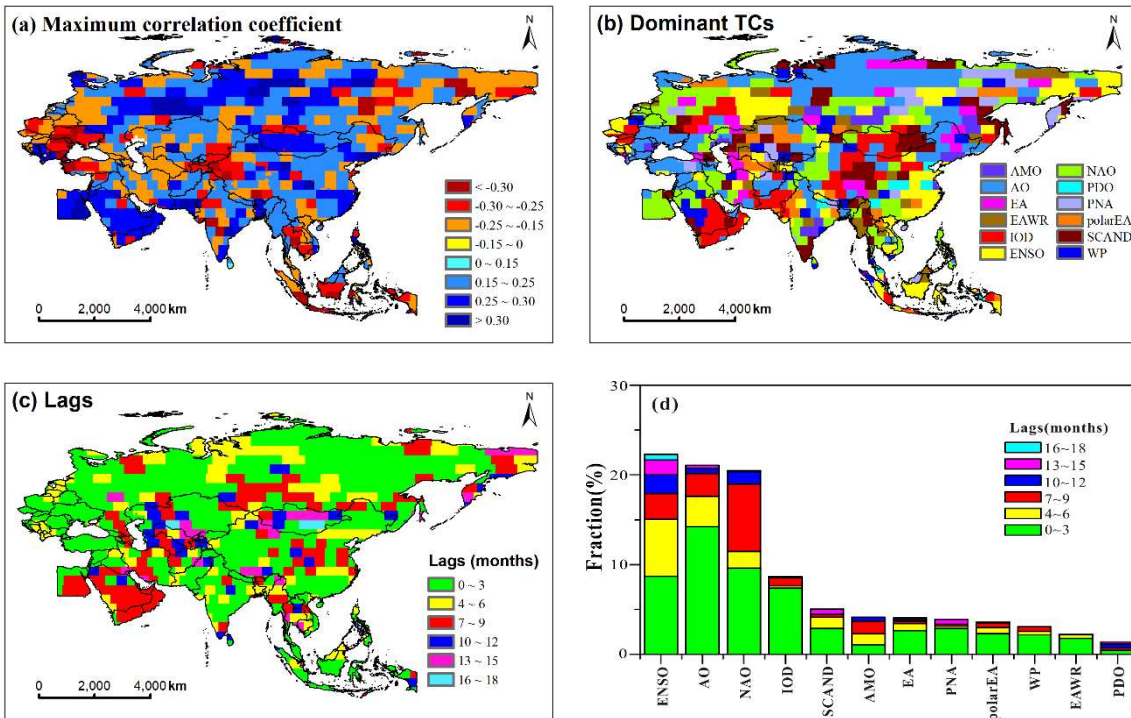 (a) Maximum correlation coefficient
N
< -0.30
-0.30 ~ -0.25
-0.25 ~ -0.15
-0.15 ~ 0
0 ~ 0.15
0.15 ~ 0.25
0.25 ~ 0.30
> 0.30
0 2,000 4,000 km
(b) Dominant TCs
N
AMO NAO
AO PDO
EA PNA
EAWR polarEA
IOD SCAND
ENSO WP
0 2,000 4,000 km
(c) Lags
N
Lags (months)
0 ~ 3
4 ~ 6
7 ~ 9
10 ~ 12
13 ~ 15
16 ~ 18
0 2,000 4,000 km
(d)
Lags(months)
16~18
13~15
10~12
7~9
4~6
0~3
Fraction(%)
30
20
10
0
ENSO
AO
NAO
IOD
SCAND
AMO
EA
PNA
polarEA
WP
EAWR
PDO